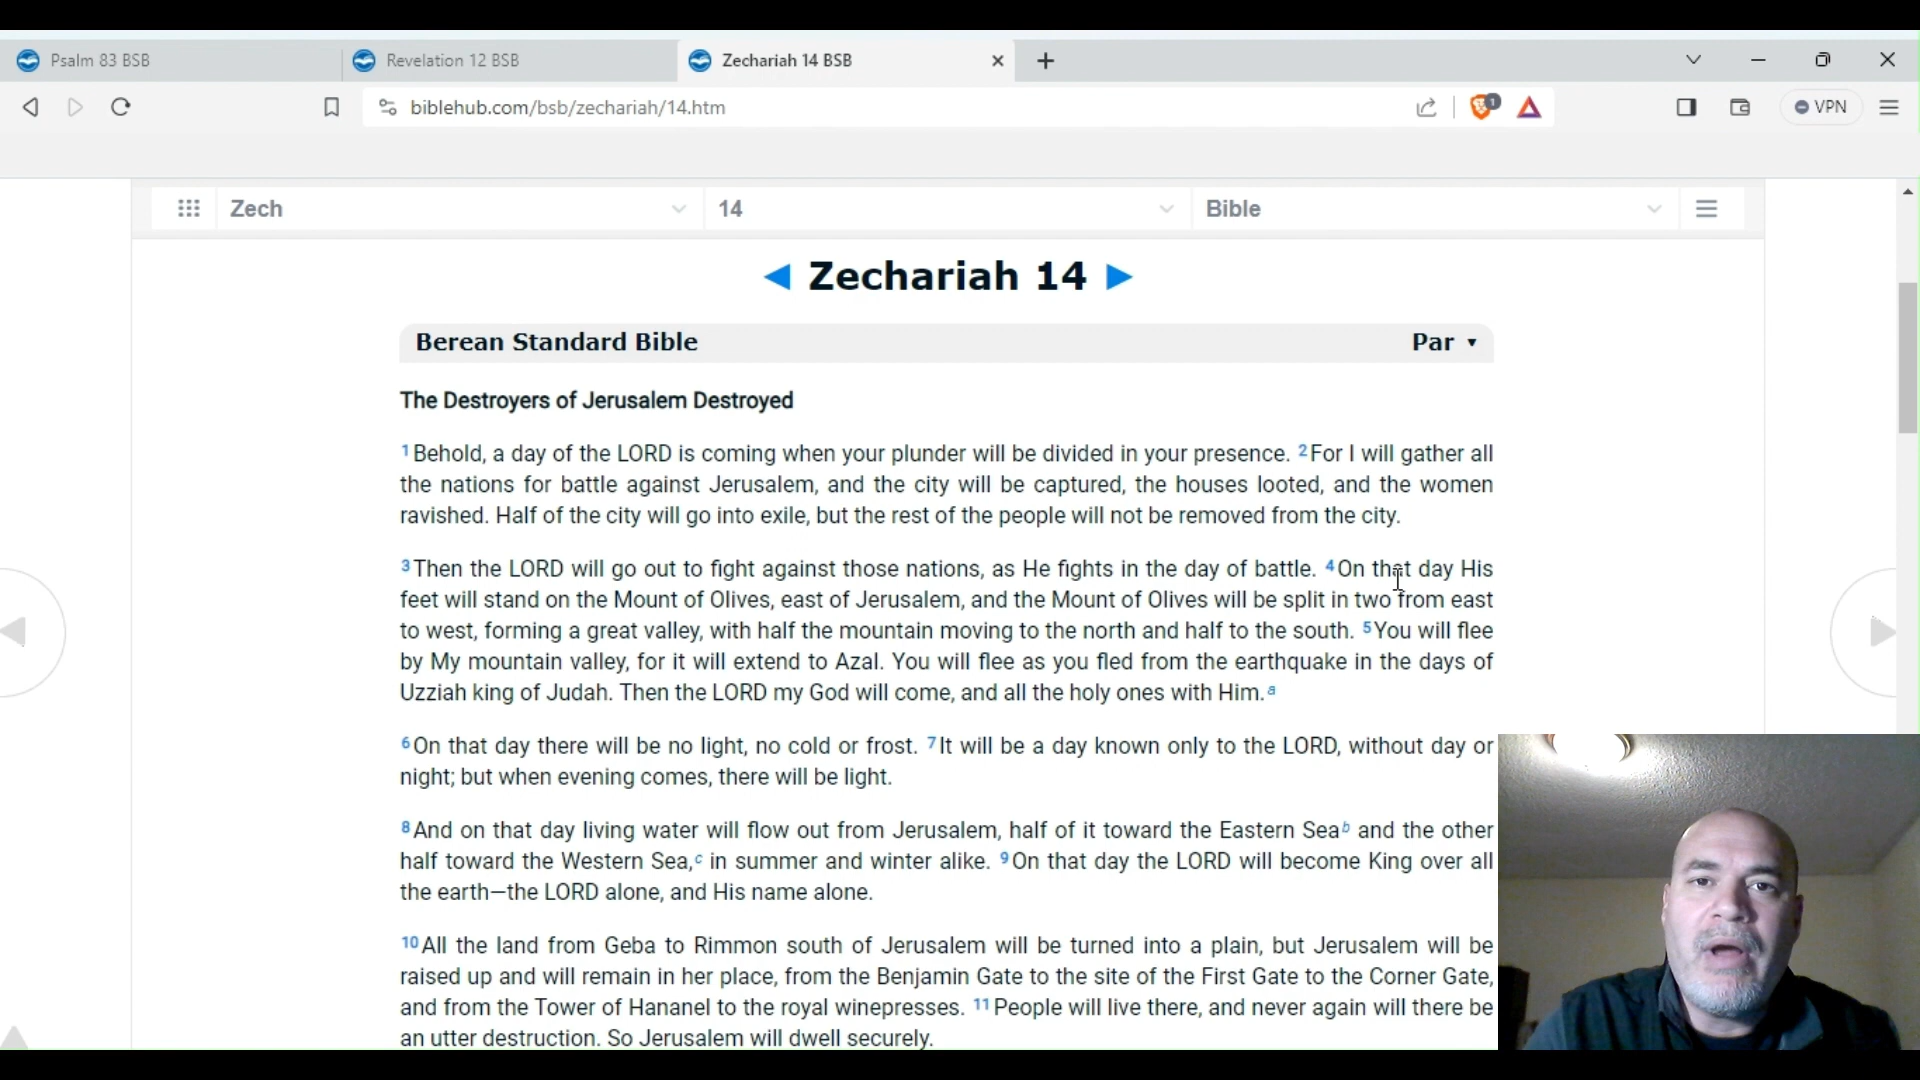 Psalm 83 BSB
Revelation 12 BSB
Zechariah 14 BSB
biblehub.com/bsb/zechariah/14.htm
1
VPN
Zech
14
Bible
Zechariah 14
Berean Standard Bible
Par
The Destroyers of Jerusalem Destroyed
1 Behold, a day of the LORD is coming when your plunder will be divided in your presence. 2 For I will gather all
the nations for battle against Jerusalem, and the city will be captured, the houses looted, and the women
ravished. Half of the city will go into exile, but the rest of the people will not be removed from the city.
3 Then the LORD will go out to fight against those nations, as He fights in the day of battle. 4 On that day His
feet will stand on the Mount of Olives, east of Jerusalem, and the Mount of Olives will be split in two from east
to west, forming a great valley, with half the mountain moving to the north and half to the south. 5 You will flee
by My mountain valley, for it will extend to Azal. You will flee as you fled from the earthquake in the days of
Uzziah king of Judah. Then the LORD my God will come, and all the holy ones with Him. a
6 On that day there will be no light, no cold or frost. 7 It will be a day known only to the LORD, without day or
night; but when evening comes, there will be light.
8 And on that day living water will flow out from Jerusalem, half of it toward the Eastern Sea b and the other
half toward the Western Sea, c in summer and winter alike. 9 On that day the LORD will become King over all
the earth—the LORD alone, and His name alone.
10 All the land from Geba to Rimmon south of Jerusalem will be turned into a plain, but Jerusalem will be
raised up and will remain in her place, from the Benjamin Gate to the site of the First Gate to the Corner Gate,
and from the Tower of Hananel to the royal winepresses. 11 People will live there, and never again will there be
an utter destruction. So Jerusalem will dwell securely.